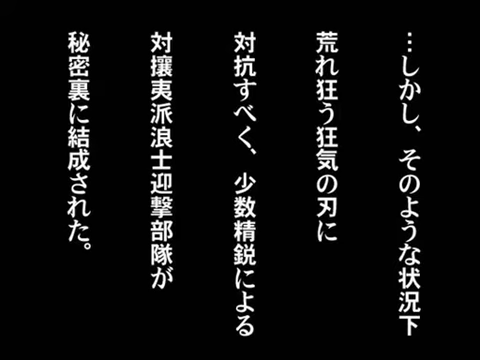 …しかし、そのような状況下
荒れ狂う狂気の刃に
対抗すべく、少数精鋭による
対攘夷派浪士迎撃部隊が
秘密裏に結成された。